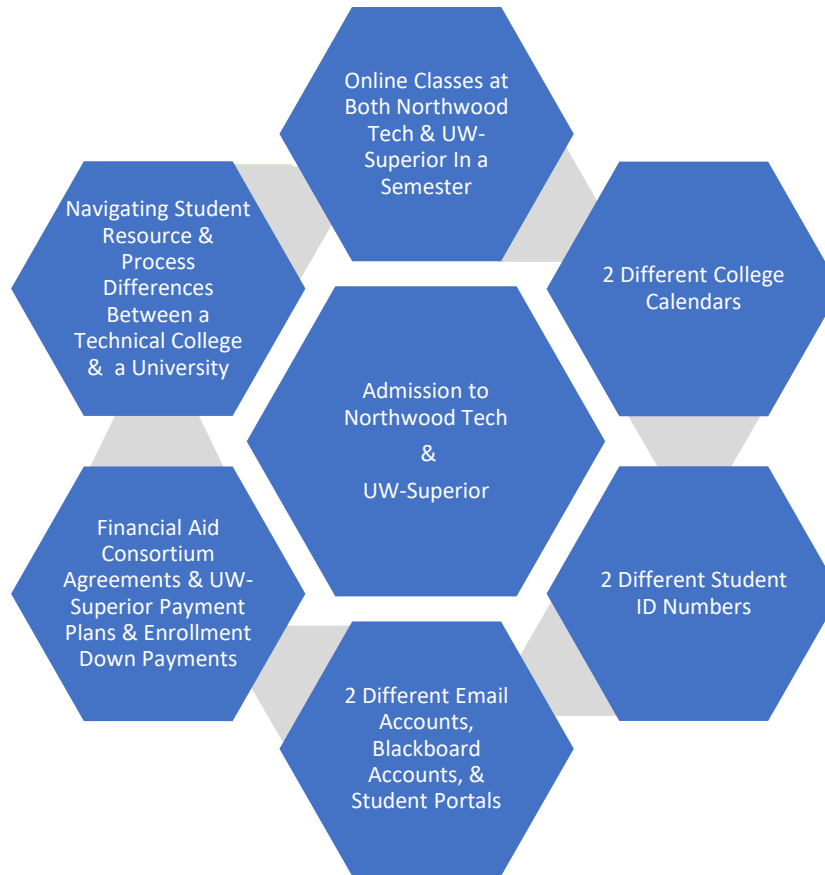 Online Classes at
Both Northwood
Tech & UW-
Superior In a
Semester
2 Different College
Calendars
2 Different Student
ID Numbers
2 Different Email
Accounts,
Blackboard
Accounts, &
Student Portals
Financial Aid
Consortium
Agreements & UW-
Superior Payment
Plans & Enrollment
Down Payments
Navigating Student
Resource &
Process
Differences
Between a
Technical College
& a University
Admission to
Northwood Tech
&
UW-Superior